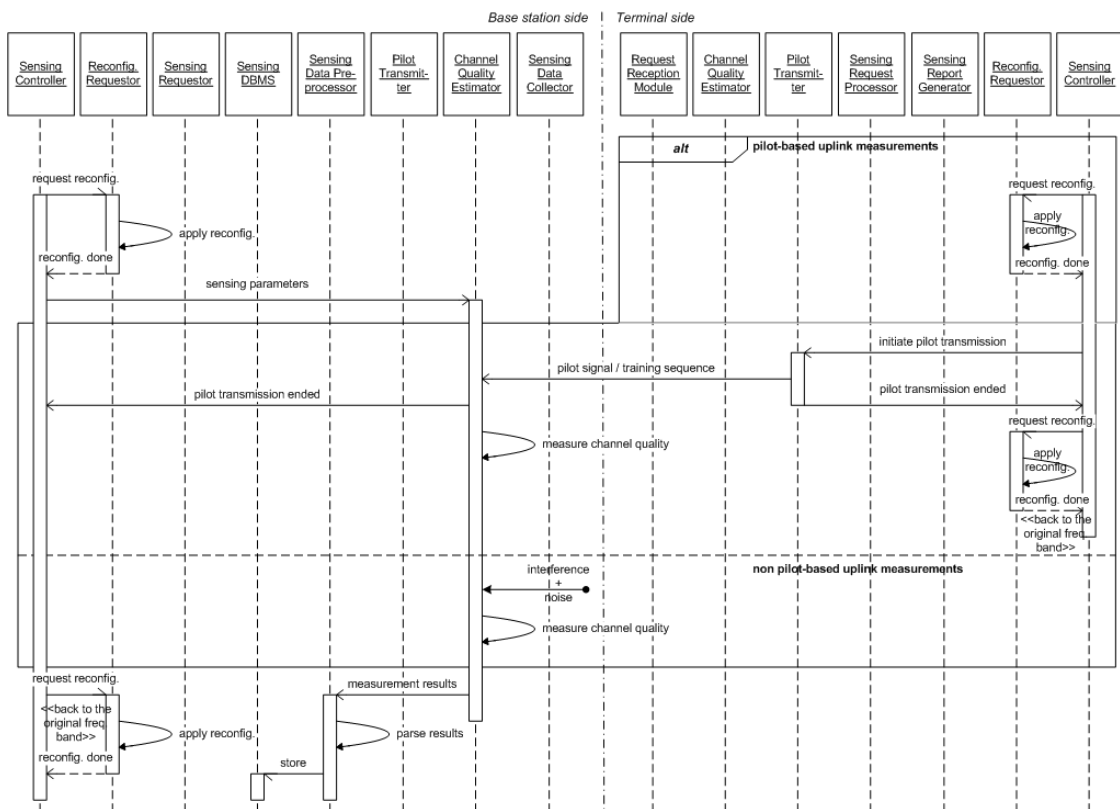 Base station side
Terminal side
Sensing
Controller
Reconfig.
Requestor
Sensing
Requestor
Sensing
DBMS
Sensing
Data Pre-
processor
Pilot
Transmit-
ter
Channel
Quality
Estimator
Sensing
Data
Collector
Request
Reception
Module
Channel
Quality
Estimator
Pilot
Transmit-
ter
Sensing
Request
Processor
Sensing
Report
Generator
Reconfig.
Requestor
Sensing
Controller
alt
pilot-based uplink measurements
request reconfig.
request reconfig.
apply reconfig.
apply
reconfig.
reconfig. done
reconfig. done
sensing parameters
initiate pilot transmission
pilot signal / training sequence
pilot transmission ended
pilot transmission ended
request reconfig.
measure channel quality
apply
reconfig.
reconfig. done
<<back to the
original freq
band>>
non pilot-based uplink measurements
interference
+
noise
measure channel quality
request reconfig.
measurement results
<<back to the
original freq
band>>
apply reconfig.
parse results
reconfig. done
store